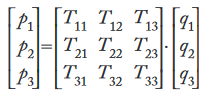 [p₁] = [T₁₁ T₁₂ T₁₃] · [q₁]
[p₂] = [T₂₁ T₂₂ T₂₃] · [q₂]
[p₃] = [T₃₁ T₃₂ T₃₃] · [q₃]